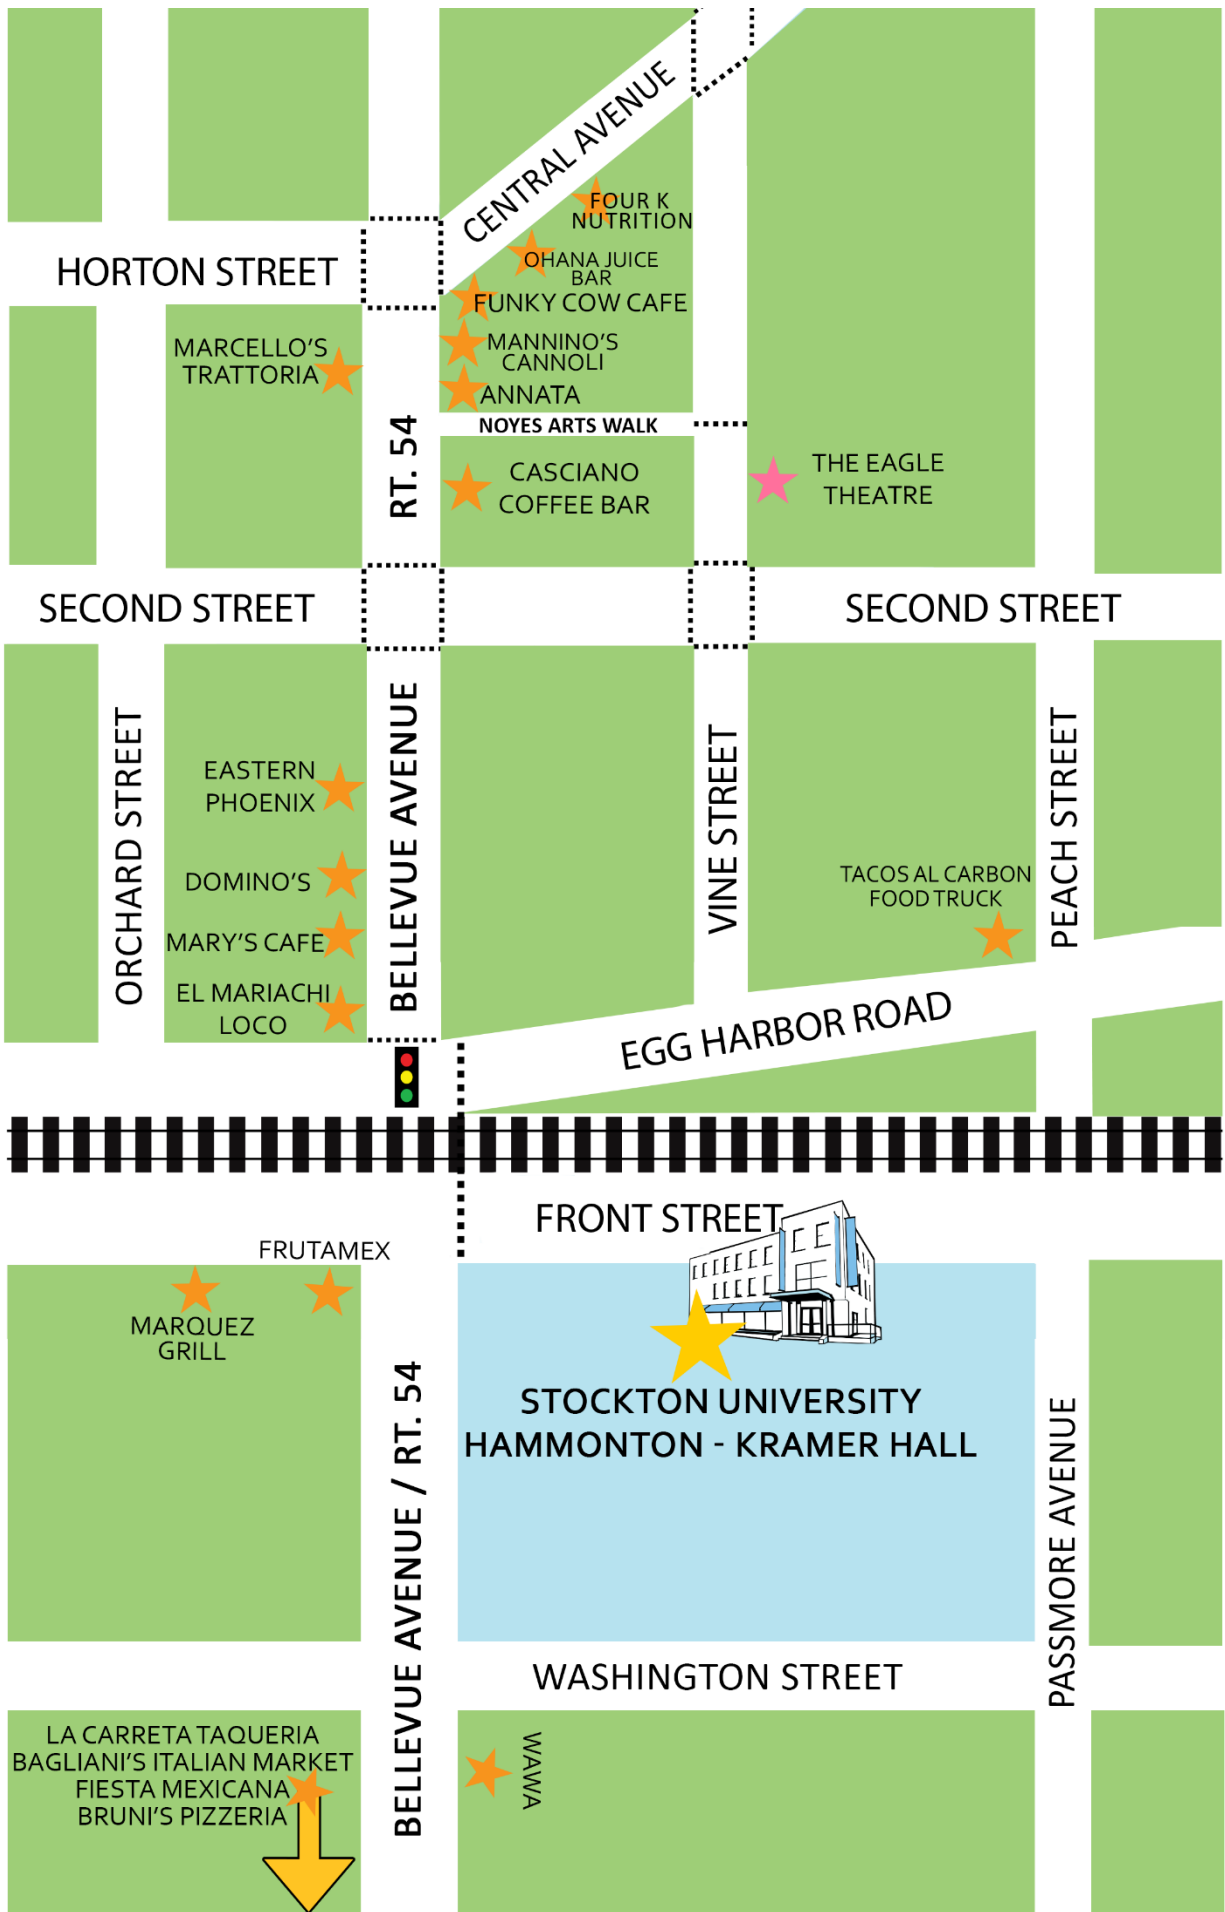 CENTRAL AVENUE
FOUR K
NUTRITION
OHANA JUICE
BAR
HORTON STREET
FUNKY COW CAFE
MARCELLO'S
TRATTORIA
MANNINO'S
CANNOLI
ANNATA
NOYES ARTS WALK
RT. 54
CASCIANO
COFFEE BAR
THE EAGLE
THEATRE
SECOND STREET
SECOND STREET
ORCHARD STREET
EASTERN
PHOENIX
DOMINO'S
MARY'S CAFE
EL MARIACHI
LOCO
BELLEVUE AVENUE
VINE STREET
TACOS AL CARBON
FOOD TRUCK
PEACH STREET
EGG HARBOR ROAD
FRONT STREET
FRUTAMEX
MARQUEZ
GRILL
STOCKTON UNIVERSITY
HAMMONTON - KRAMER HALL
BELLEVUE AVENUE / RT. 54
PASSMORE AVENUE
WASHINGTON STREET
LA CARRETA TAQUERIA
BAGLIANI'S ITALIAN MARKET
FIESTA MEXICANA
BRUNI'S PIZZERIA
WAWA